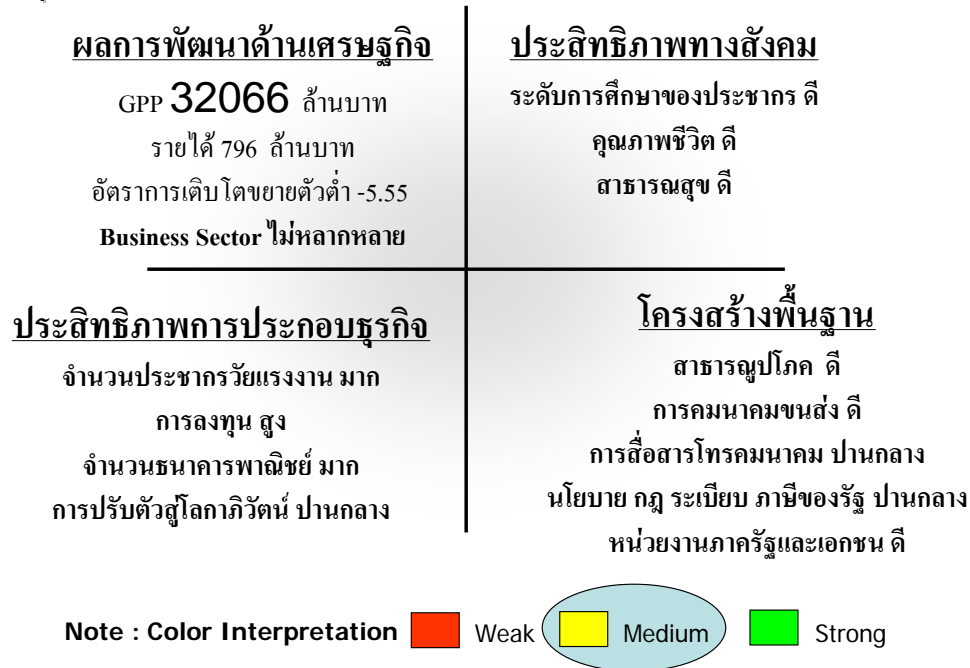 ผลการพัฒนาด้านเศรษฐกิจ
GPP 32066 ล้านบาท
รายได้ 796 ล้านบาท
อัตราการเติบโตขยายตัวต่ำ -5.55
Business Sector ไม่หลากหลาย
ประสิทธิภาพทางสังคม
ระดับการศึกษาของประชากร ดี
คุณภาพชีวิต ดี
สาธารณสุข ดี
ประสิทธิภาพการประกอบธุรกิจ
จำนวนประชากรวัยแรงงาน มาก
การลงทุน สูง
จำนวนธนาคารพาณิชย์ มาก
การปรับตัวสู่โลกาภิวัตน์ ปานกลาง
โครงสร้างพื้นฐาน
สาธารณูปโภค ดี
การคมนาคมขนส่ง ดี
การสื่อสารโทรคมนาคม ปานกลาง
นโยบาย กฎ ระเบียบ ภาษีของรัฐ ปานกลาง
หน่วยงานภาครัฐและเอกชน ดี
Note : Color Interpretation Weak Medium Strong